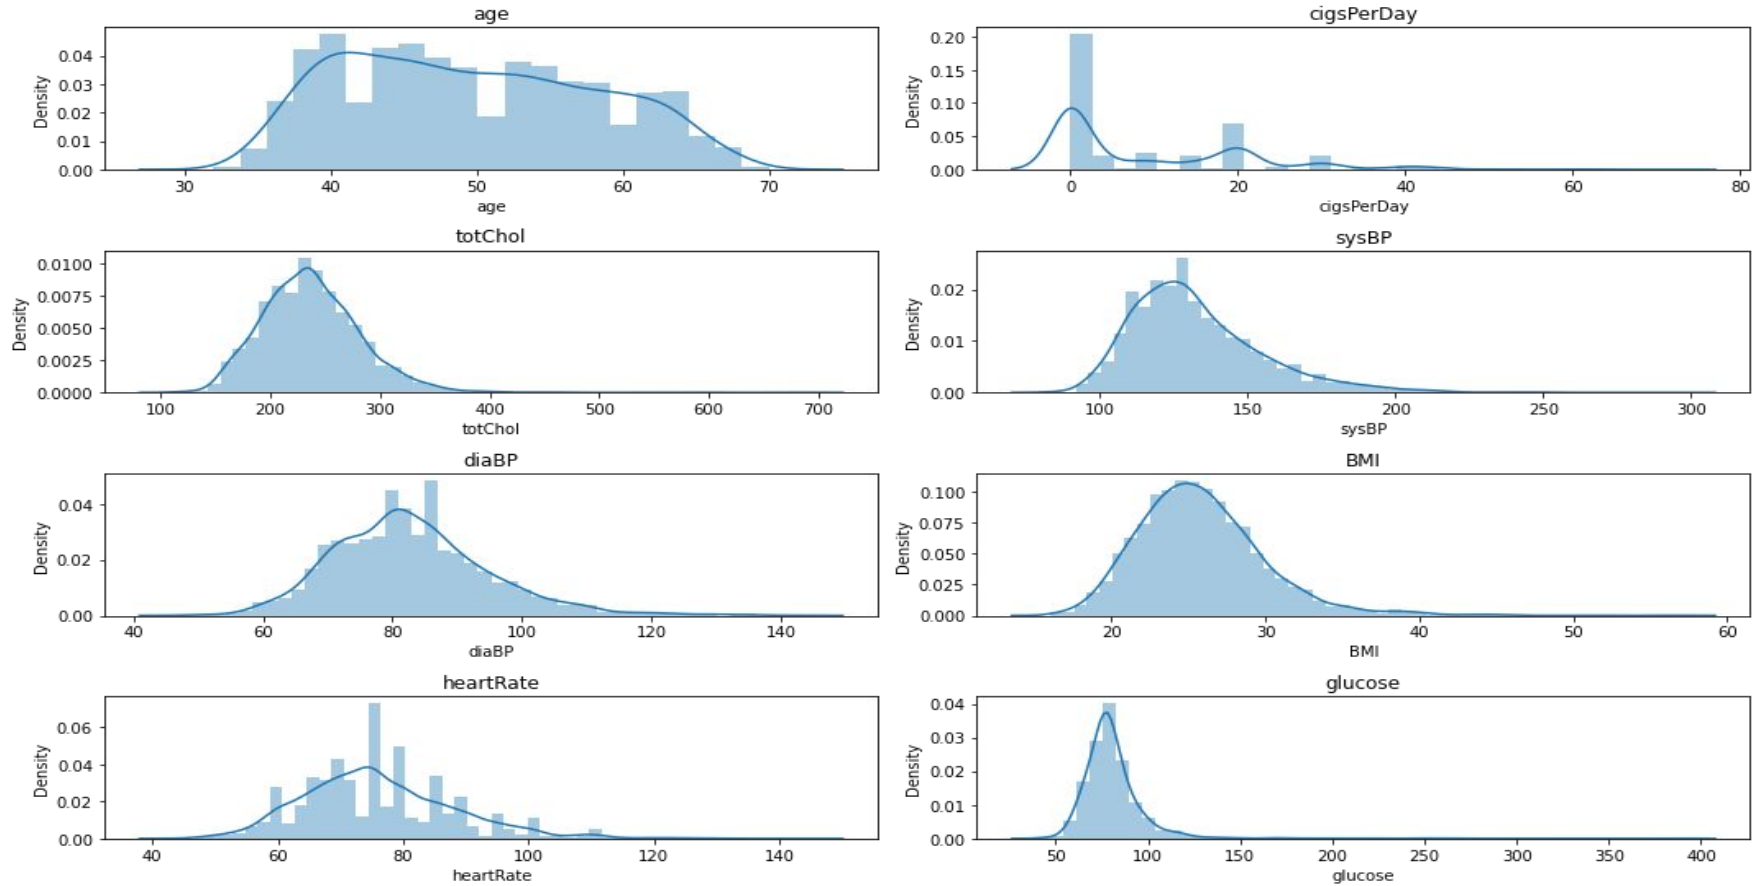 age
Density
0.04
0.03
0.02
0.01
0.00
30 40 50 60 70
age
cigsPerDay
Density
0.20
0.15
0.10
0.05
0.00
0 20 40 60 80
cigsPerDay
totChol
Density
0.0100
0.0075
0.0050
0.0025
0.0000
100 200 300 400 500 600 700
totChol
sysBP
Density
0.02
0.01
0.00
100 150 200 250 300
sysBP
diaBP
Density
0.04
0.02
0.00
40 60 80 100 120 140
diaBP
BMI
Density
0.100
0.075
0.050
0.025
0.000
20 30 40 50 60
BMI
heartRate
Density
0.06
0.04
0.02
0.00
40 60 80 100 120 140
heartRate
glucose
Density
0.04
0.03
0.02
0.01
0.00
50 100 150 200 250 300 350 400
glucose